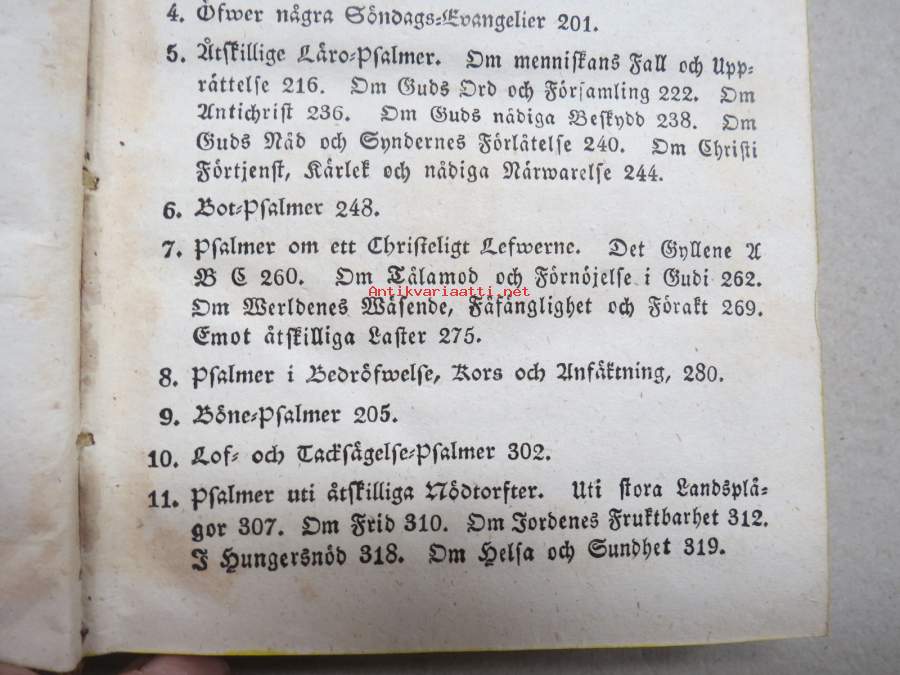 4. Öfwer några Söndags-Evangelier 201.
5. Åtskillige Läro-Psalmer. Om menniskans Fall och Upp-
rättelse 216. Om Guds Ord och Församling 222. Om
Antichrist 236. Om Guds nådiga Beskydd 238. Om
Guds Nåd och Syndernes Förlåtelse 240. Om Christi
Förtjenst, Kärlek och nådiga Närwarelse 244.
6. Bot-Psalmer 248.
7. Psalmer om ett Christeligt Lefwerne. Det Gyllene A
B C 260. Om Tålamod och Förnöjelse i Gudi 262.
Antikvariaatti.net
Om Werldenes Wäsende, Fåfänglighet och Förakt 269.
Emot åtskilliga Laster 275.
8. Psalmer i Bedröfwelse, Kors och Anfäktning, 280.
9. Böne-Psalmer 205.
10. Lof- och Tacksägelse-Psalmer 302.
11. Psalmer uti åtskilliga Nödtorfter. Uti stora Landsplå-
gor 307. Om Frid 310. Om Jordenes Fruktbarhet 312.
I Hungersnöd 318. Om Helsa och Sundhet 319.